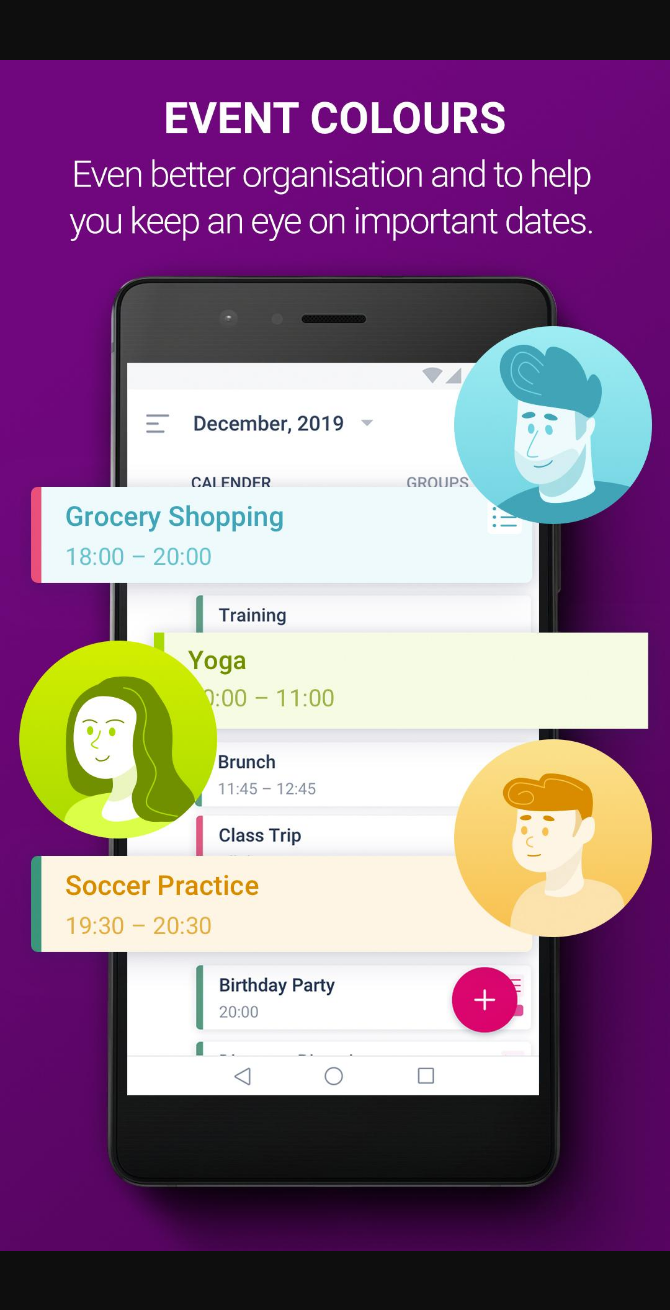 EVENT COLOURS
Even better organisation and to help
you keep an eye on important dates.
December, 2019
CALENDER
GROUPS
Grocery Shopping
18:00 – 20:00
Training
Yoga
0:00 – 11:00
Brunch
11:45 – 12:45
Class Trip
Soccer Practice
19:30 – 20:30
Birthday Party
20:00